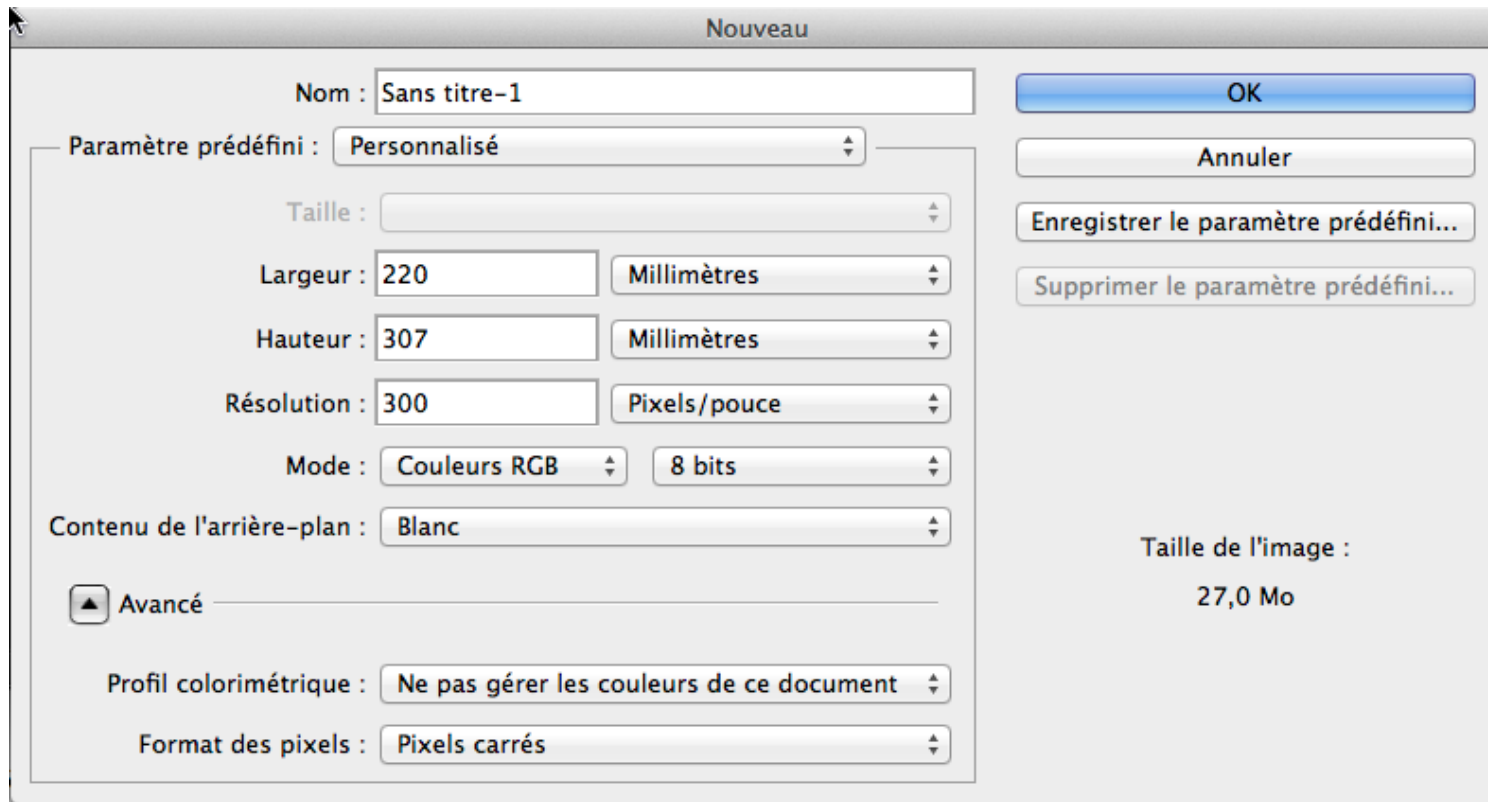 Nouveau
Nom : Sans titre-1
OK
Paramètre prédéfini : Personnalisé
Annuler
Taille :
Enregistrer le paramètre prédéfini...
Largeur : 220 Millimètres
Supprimer le paramètre prédéfini...
Hauteur : 307 Millimètres
Résolution : 300 Pixels/pouce
Mode : Couleurs RGB 8 bits
Contenu de l'arrière-plan : Blanc
Taille de l'image :
27,0 Mo
Avancé
Profil colorimétrique : Ne pas gérer les couleurs de ce document
Format des pixels : Pixels carrés